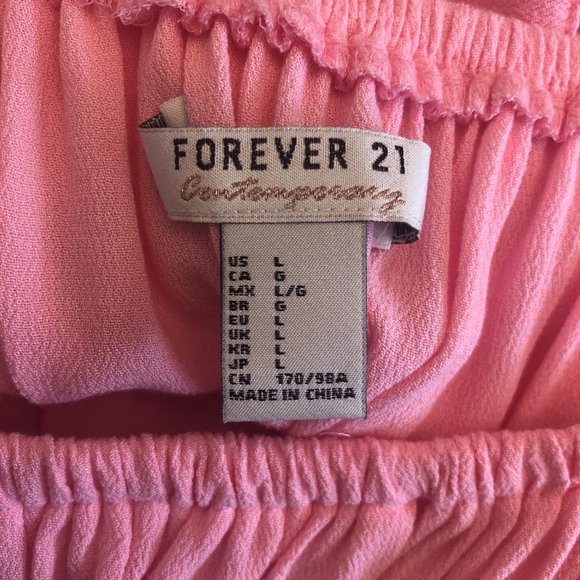 FOREVER 21
Contemporary
US L
CA G
MX L/G
BR G
EU L
UK L
KR L
JP L
CN 170/98A
MADE IN CHINA